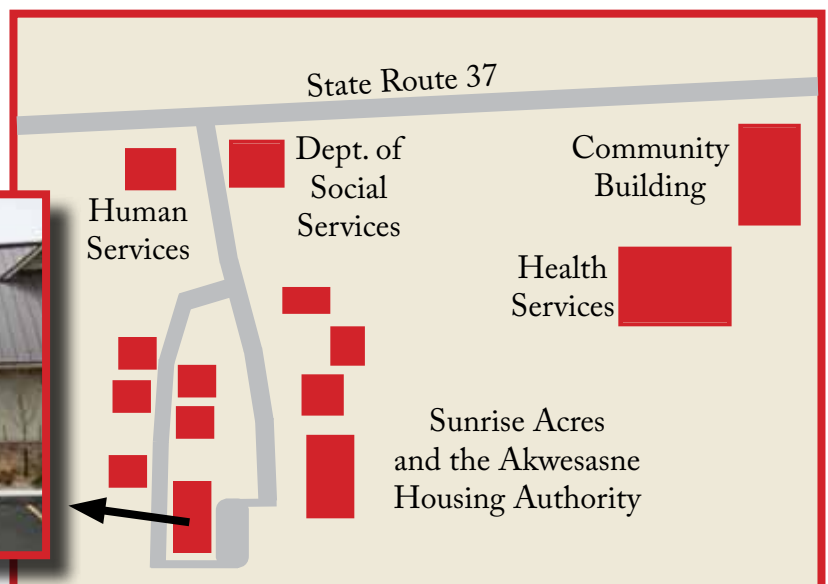 State Route 37
Dept. of
Social
Services
Community
Building
Human
Services
Health
Services
Sunrise Acres
and the Akwesasne
Housing Authority